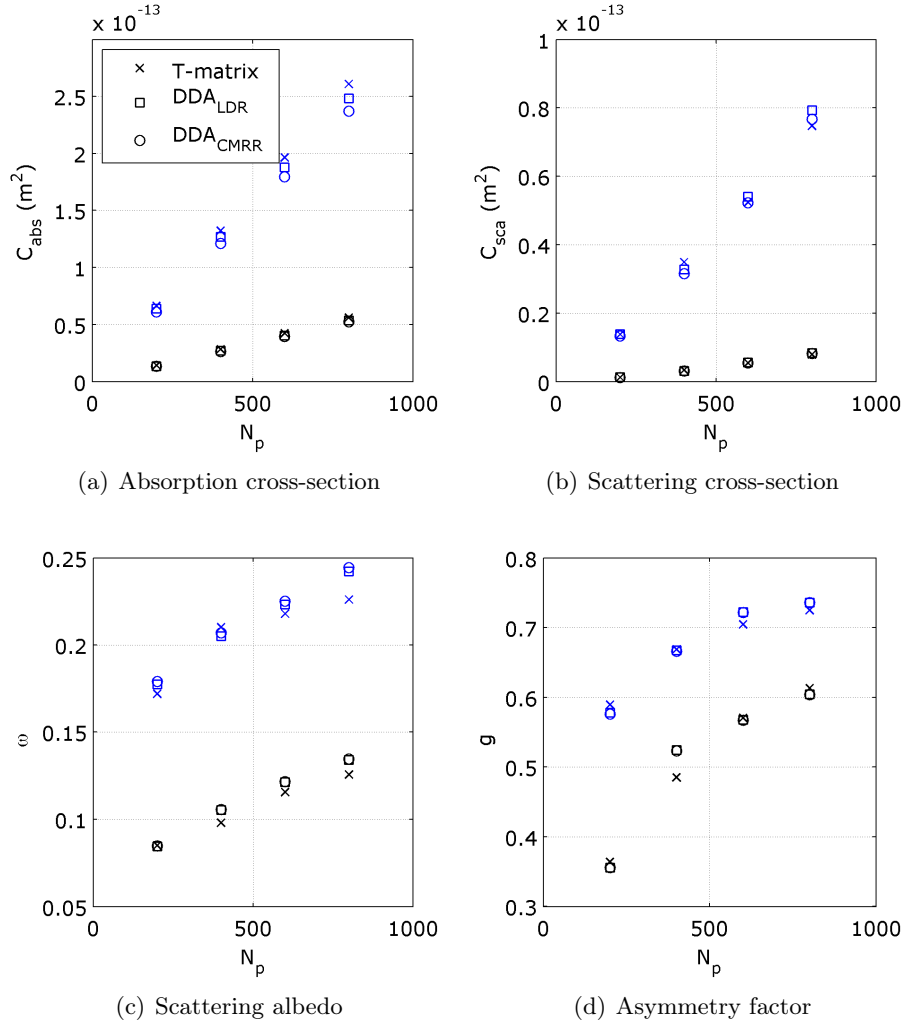 x 10⁻¹³
C_abs (m²)
2.5
2
1.5
1
0.5
0
0 500 1000
N_p
T-matrix
DDA_LDR
DDA_CMRR
(a) Absorption cross-section
x 10⁻¹³
C_sca (m²)
1
0.8
0.6
0.4
0.2
0
0 500 1000
N_p
(b) Scattering cross-section
ω
0.25
0.2
0.15
0.1
0.05
0 500 1000
N_p
(c) Scattering albedo
g
0.8
0.7
0.6
0.5
0.4
0.3
0 500 1000
N_p
(d) Asymmetry factor